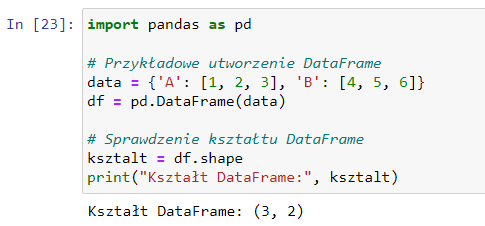 In [23]: import pandas as pd
# Przykładowe utworzenie DataFrame
data = {'A': [1, 2, 3], 'B': [4, 5, 6]}
df = pd.DataFrame(data)
# Sprawdzenie kształtu DataFrame
ksztalt = df.shape
print("Kształt DataFrame:", ksztalt)
Kształt DataFrame: (3, 2)